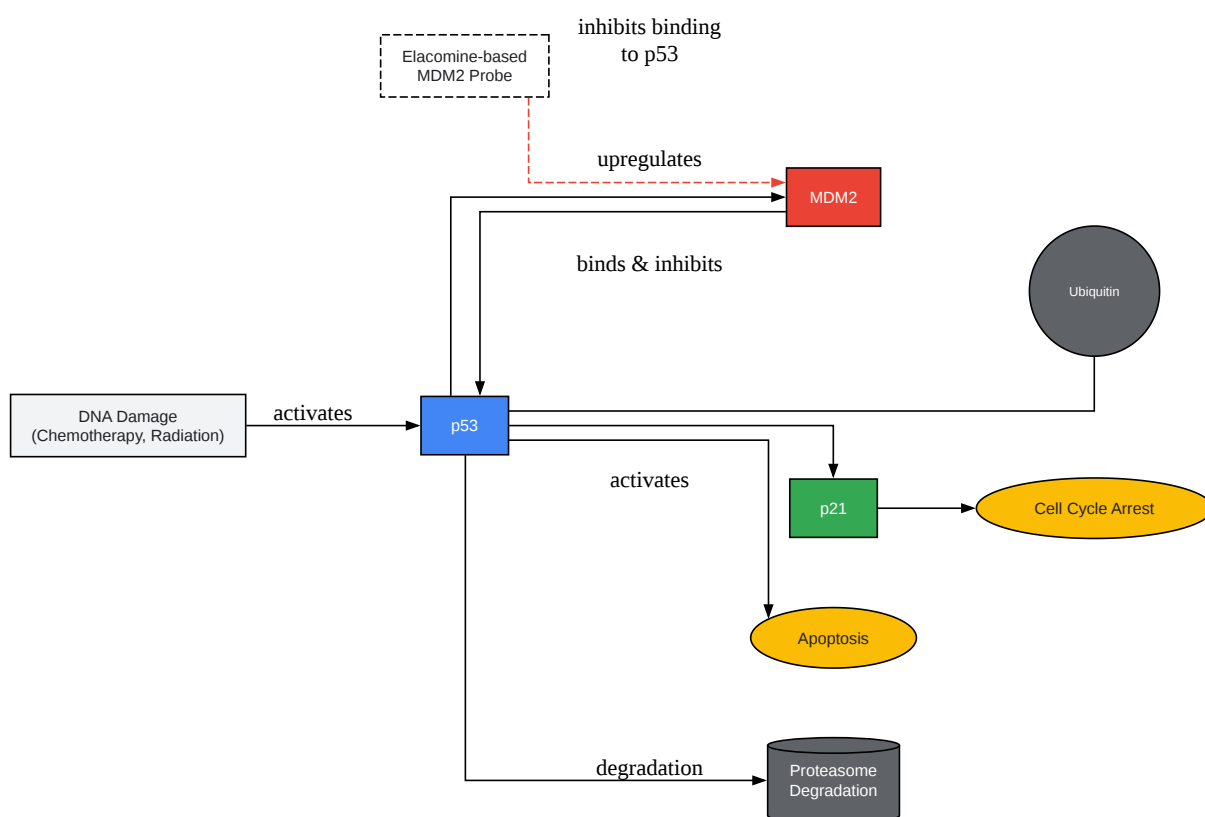 inhibits binding
to p53
Elacomine-based
MDM2 Probe
upregulates
MDM2
binds & inhibits
Ubiquitin
DNA Damage
(Chemotherapy, Radiation)
activates
p53
activates
p21
Cell Cycle Arrest
Apoptosis
degradation
Proteasome
Degradation